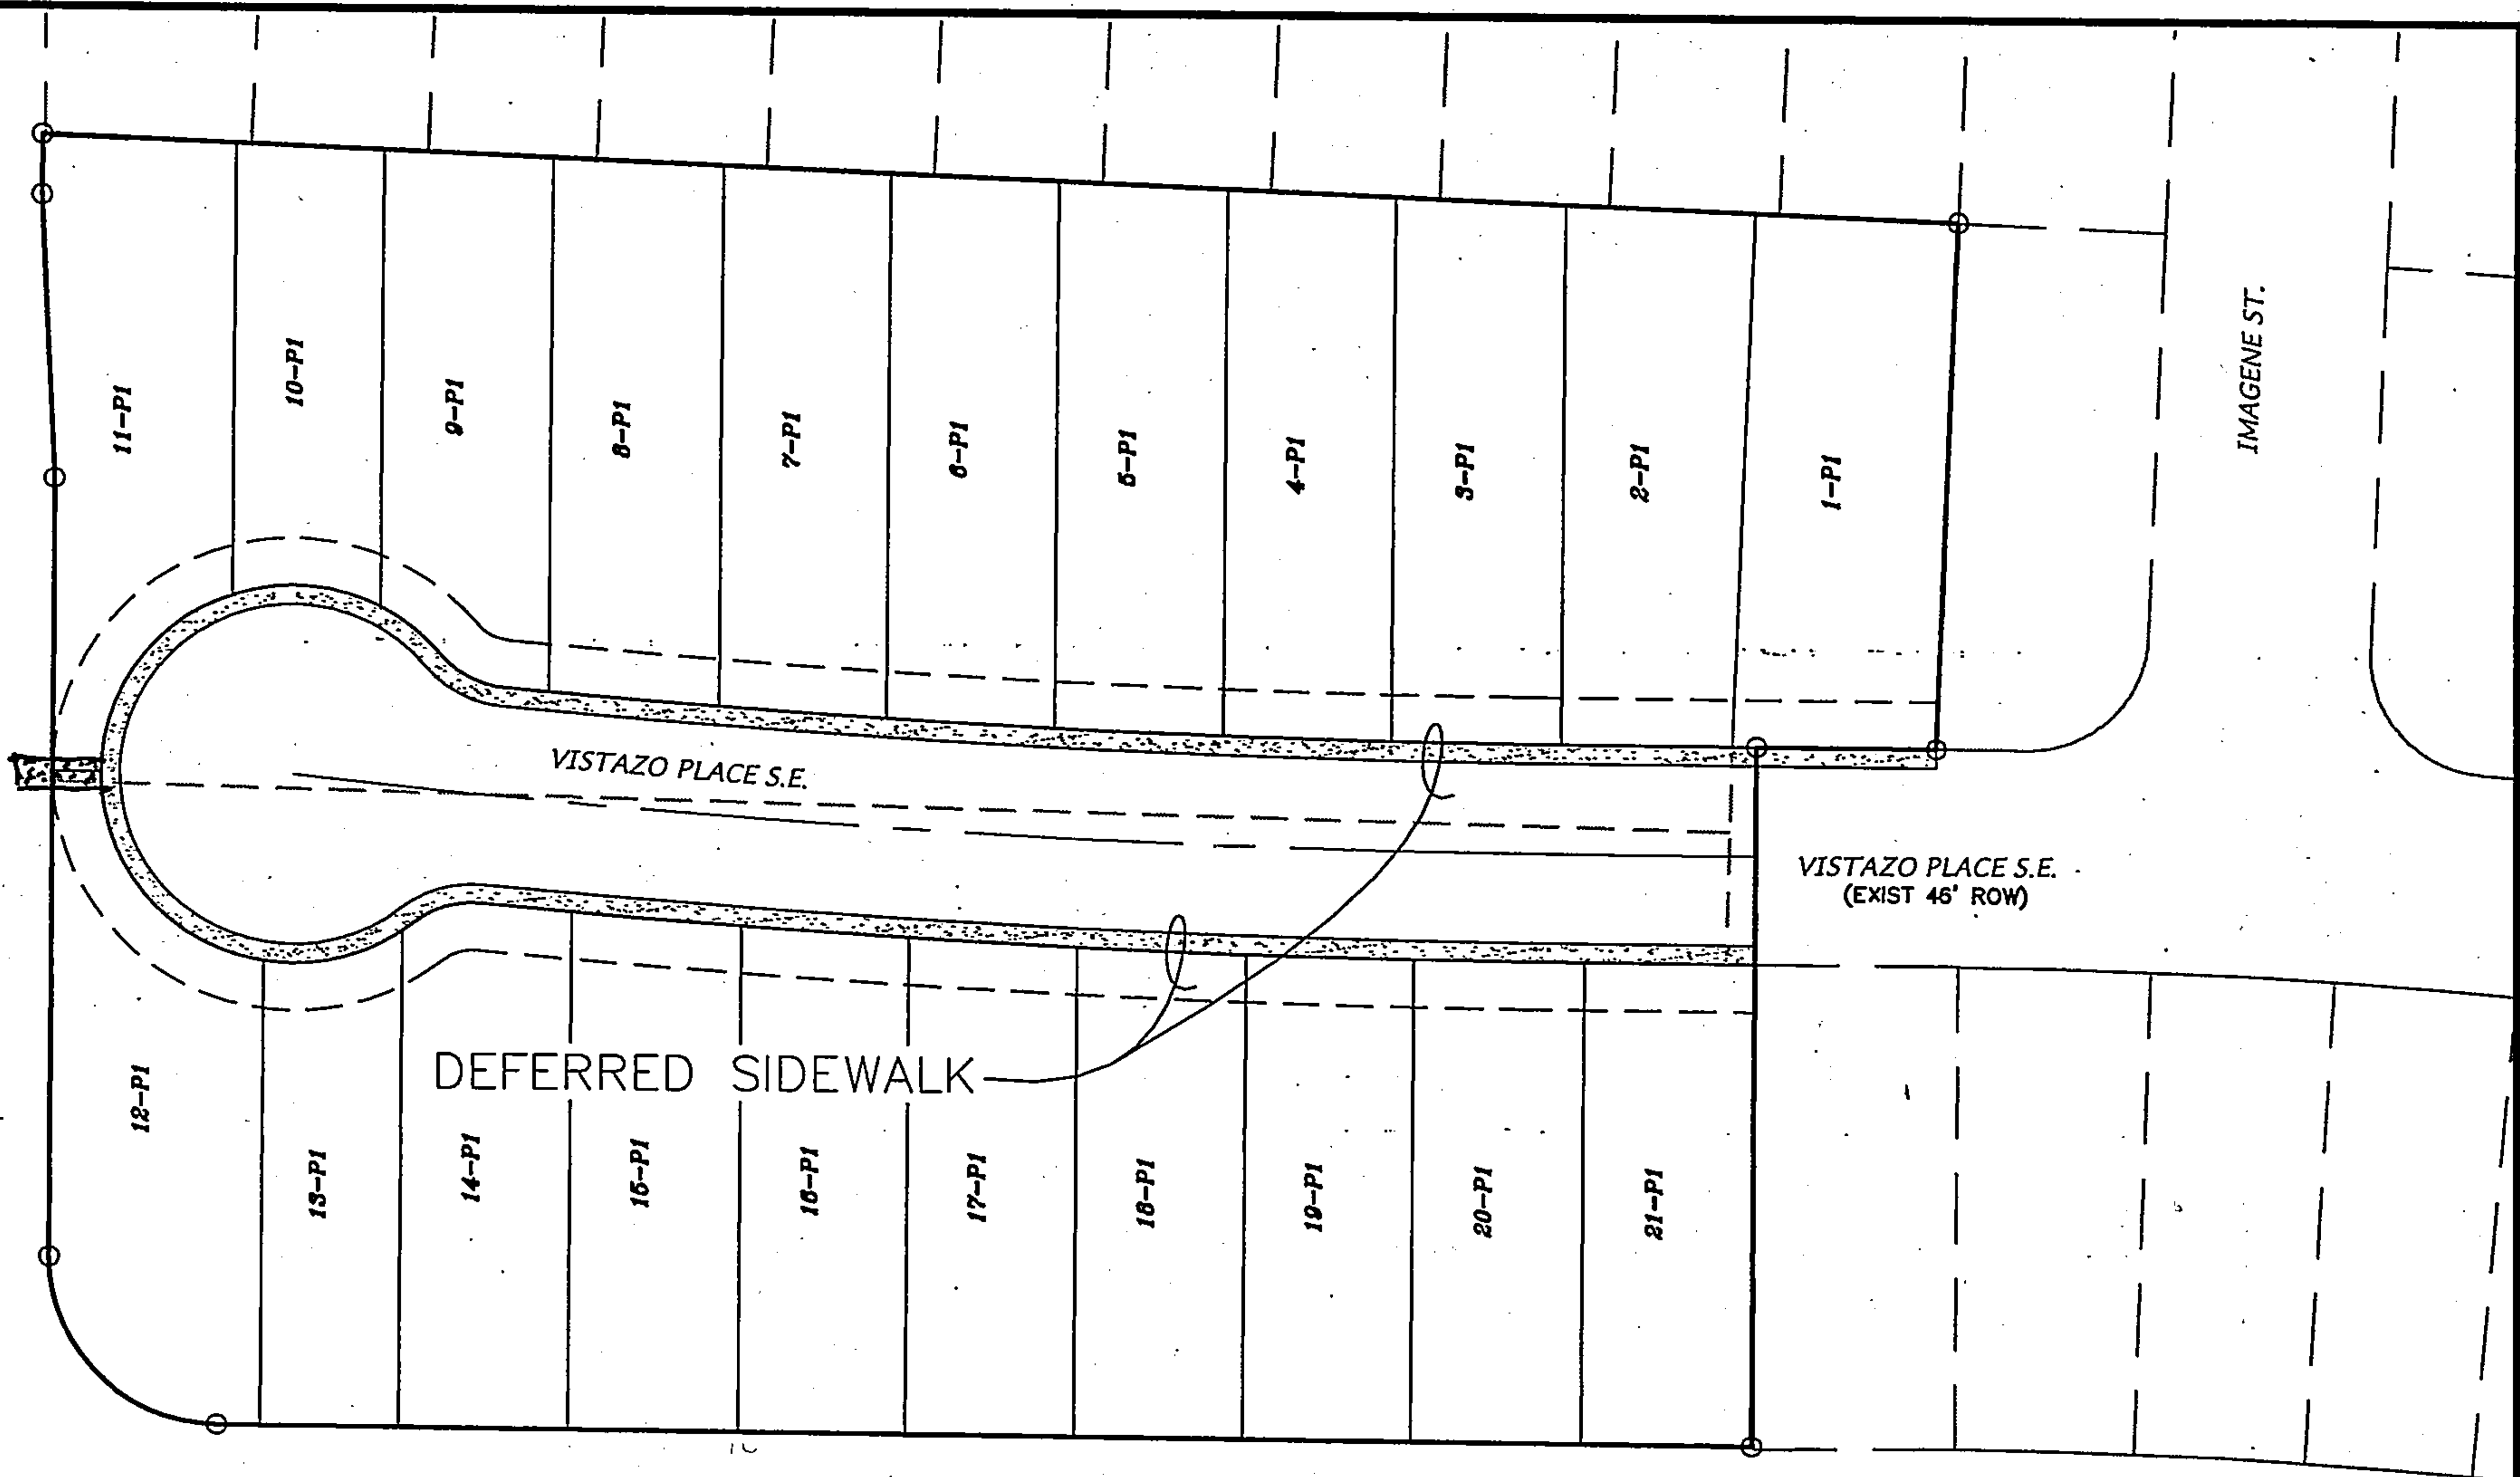 11-P1
10-P1
9-P1
8-P1
7-P1
6-P1
5-P1
4-P1
3-P1
2-P1
1-P1
IMAGENE ST.
VISTAZO PLACE S.E.
VISTAZO PLACE S.E.
(EXIST 46' ROW)
DEFERRED SIDEWALK
12-P1
13-P1
14-P1
15-P1
16-P1
17-P1
18-P1
19-P1
20-P1
21-P1